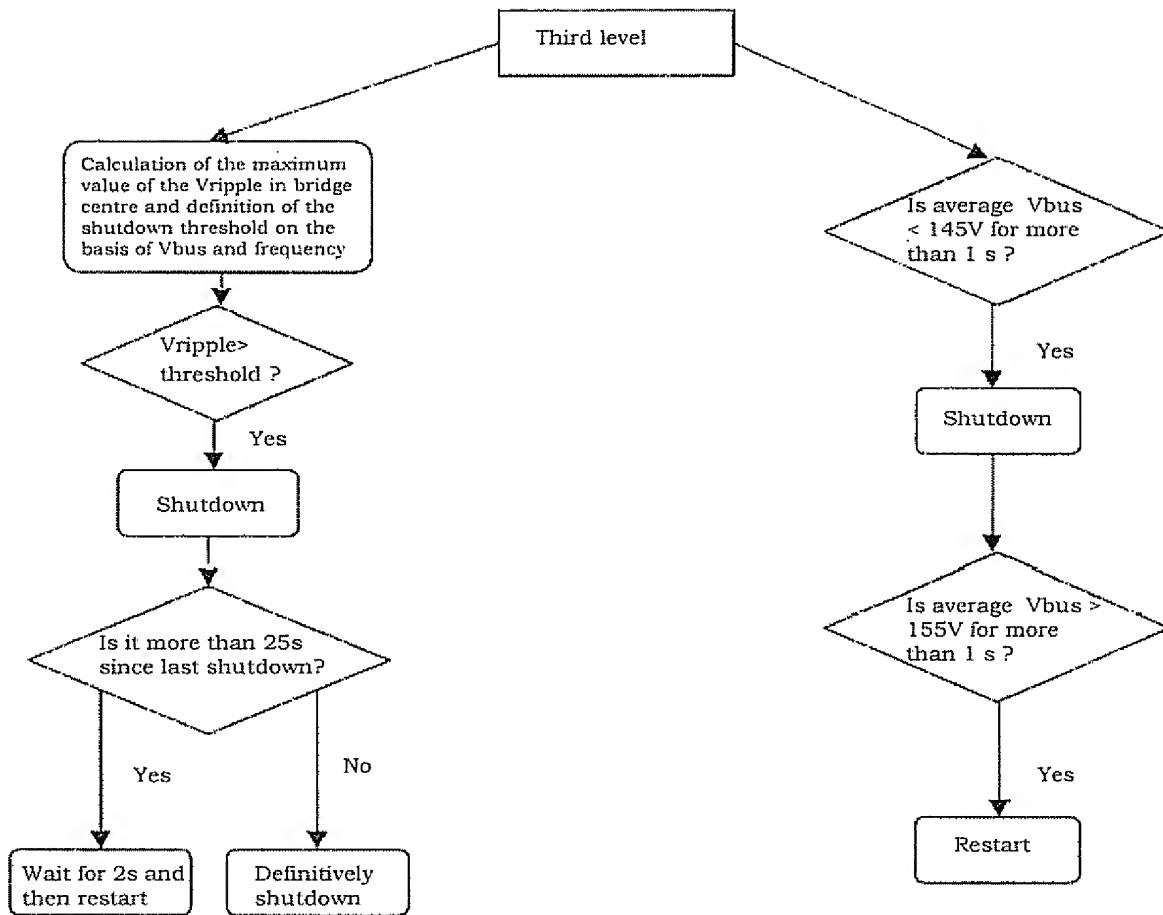 Third level
Calculation of the maximum
value of the Vripple in bridge
centre and definition of the
shutdown threshold on the
basis of Vbus and frequency
Vripple>
threshold ?
Yes
Shutdown
Is it more than 25s
since last shutdown?
Yes
No
Wait for 2s and
then restart
Definitively
shutdown
Is average Vbus
< 145V for more
than 1 s ?
Yes
Shutdown
Is average Vbus >
155V for more
than 1 s ?
Yes
Restart